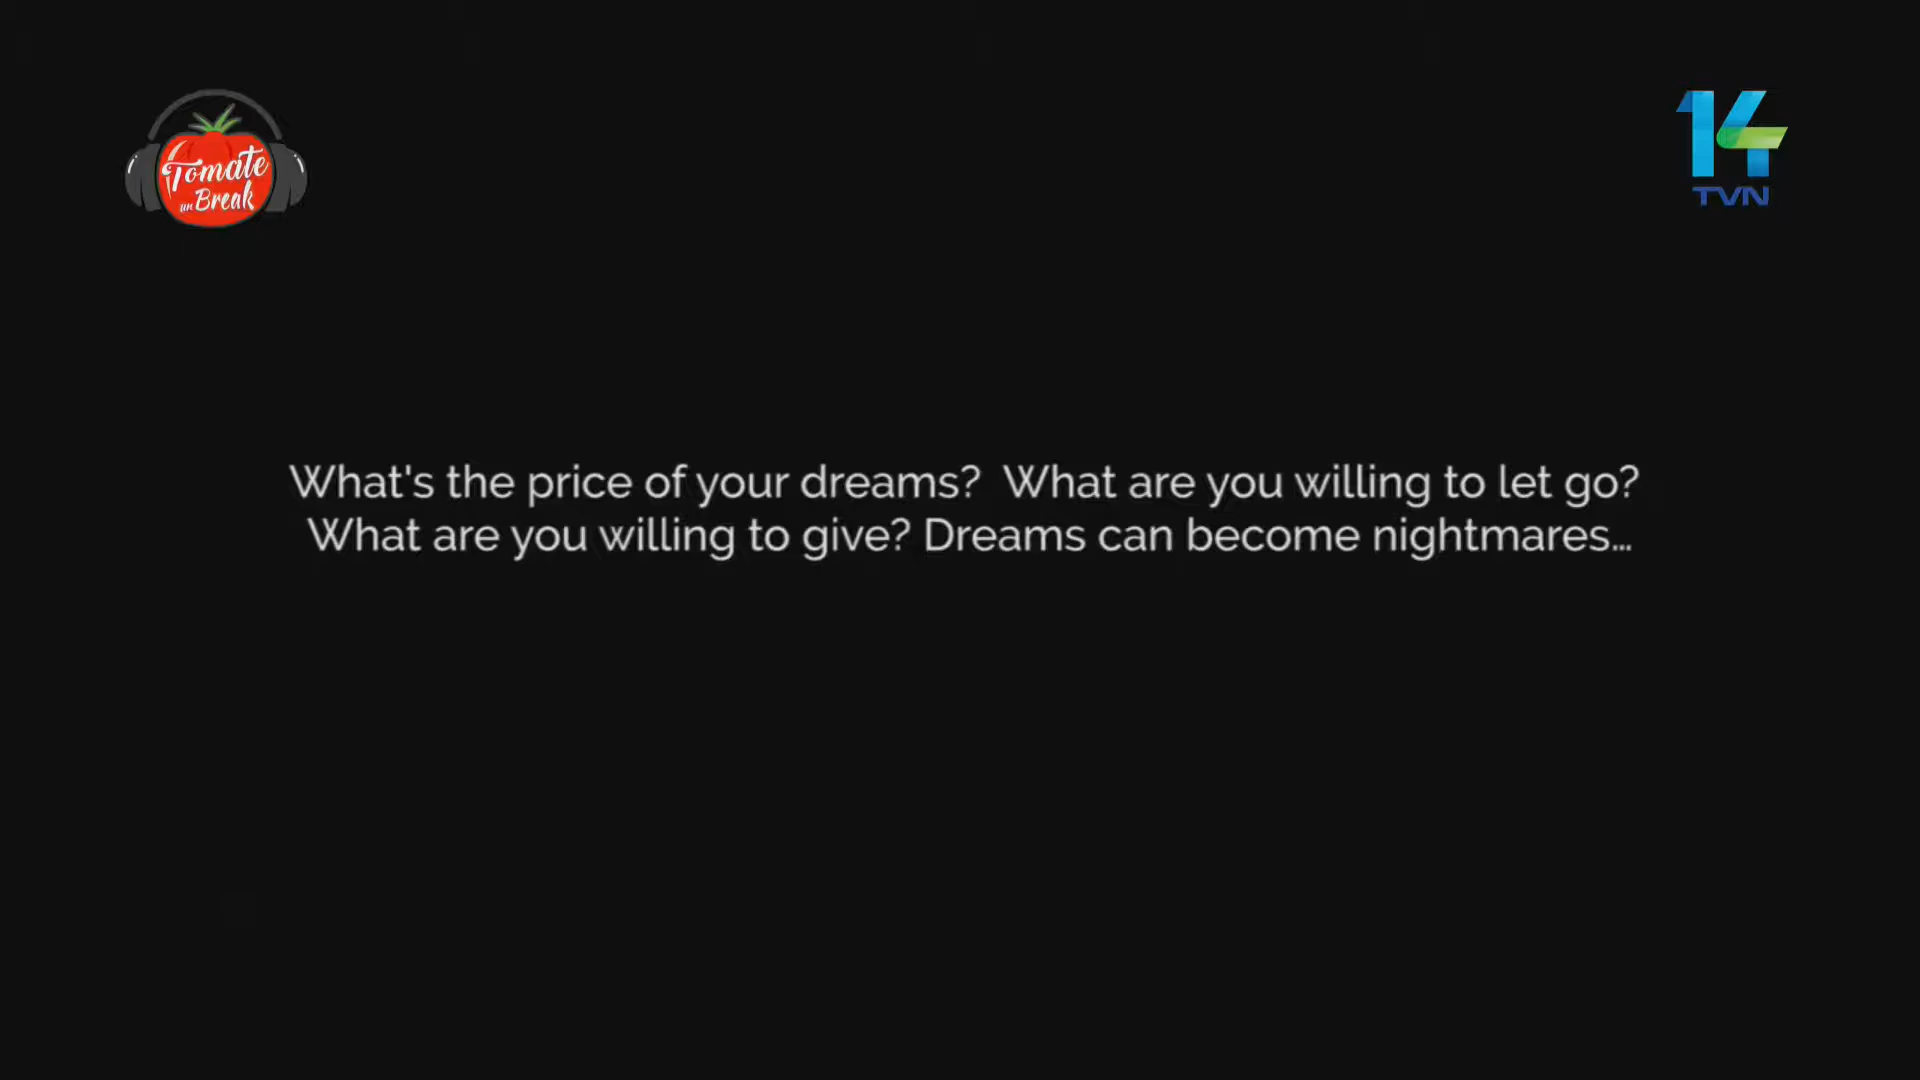 Tomate
un Break
14
TVN
What's the price of your dreams?  What are you willing to let go?
What are you willing to give? Dreams can become nightmares...